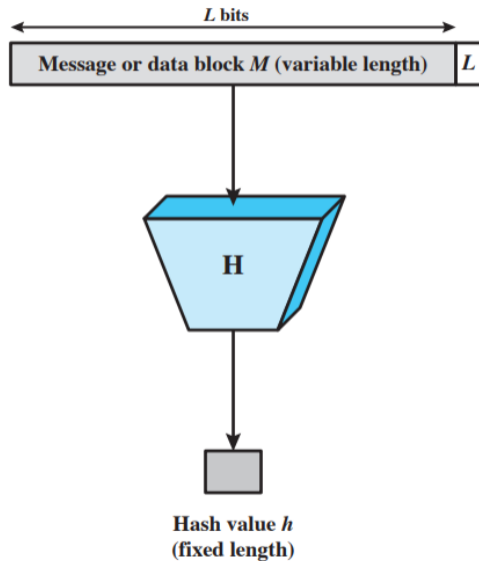 L bits
Message or data block M (variable length) L
H
Hash value h
(fixed length)